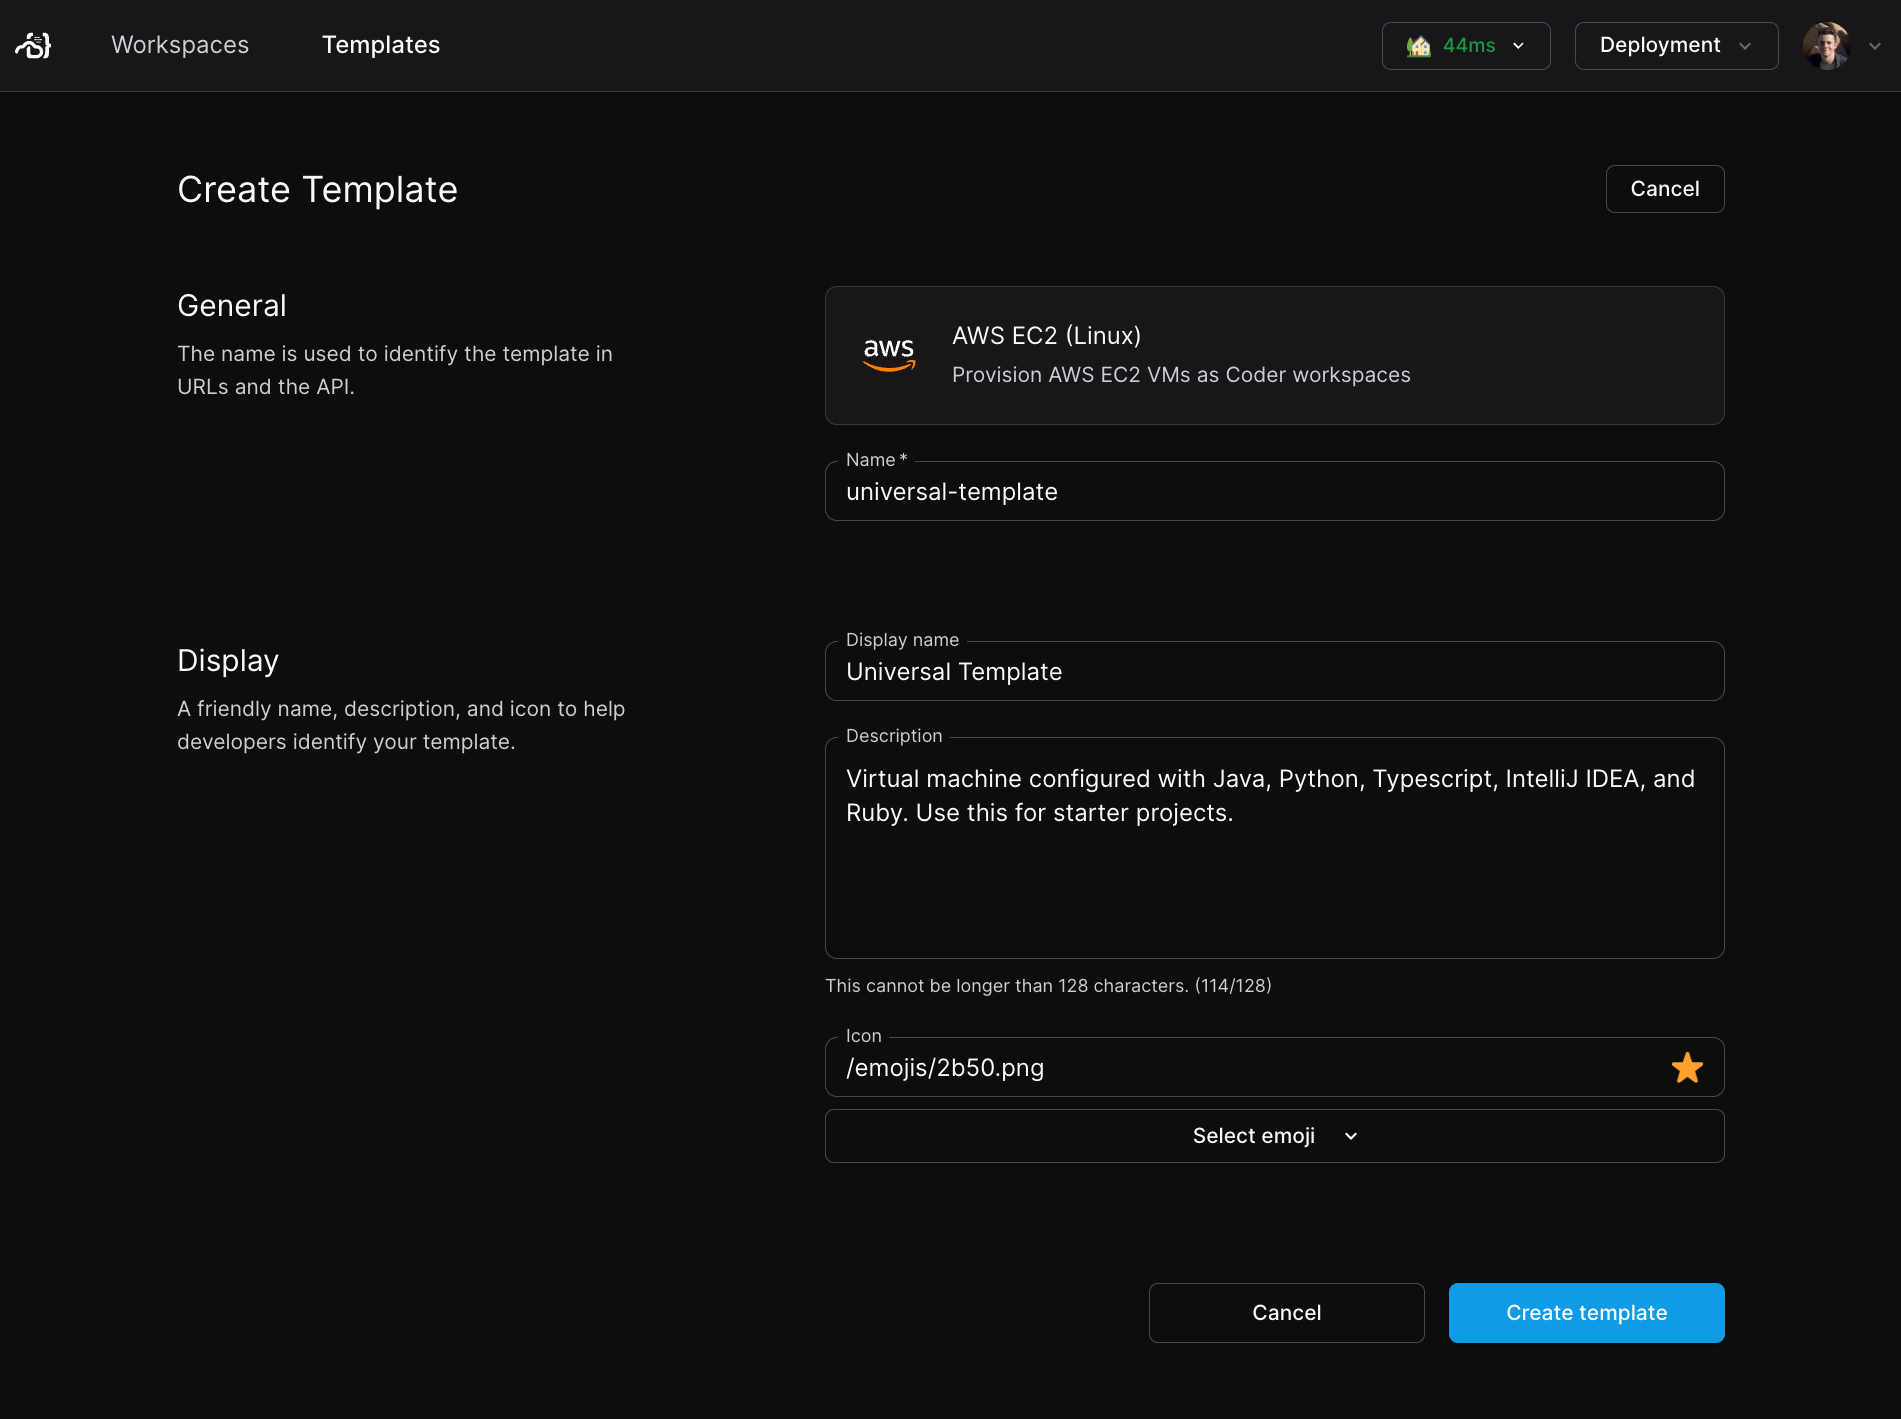 Workspaces
Templates
44ms
Deployment
Create Template
Cancel
General
The name is used to identify the template in
URLs and the API.
aws
AWS EC2 (Linux)
Provision AWS EC2 VMs as Coder workspaces
Name *
universal-template
Display
A friendly name, description, and icon to help
developers identify your template.
Display name
Universal Template
Description
Virtual machine configured with Java, Python, Typescript, IntelliJ IDEA, and
Ruby. Use this for starter projects.
This cannot be longer than 128 characters. (114/128)
Icon
/emojis/2b50.png
Select emoji
Cancel
Create template